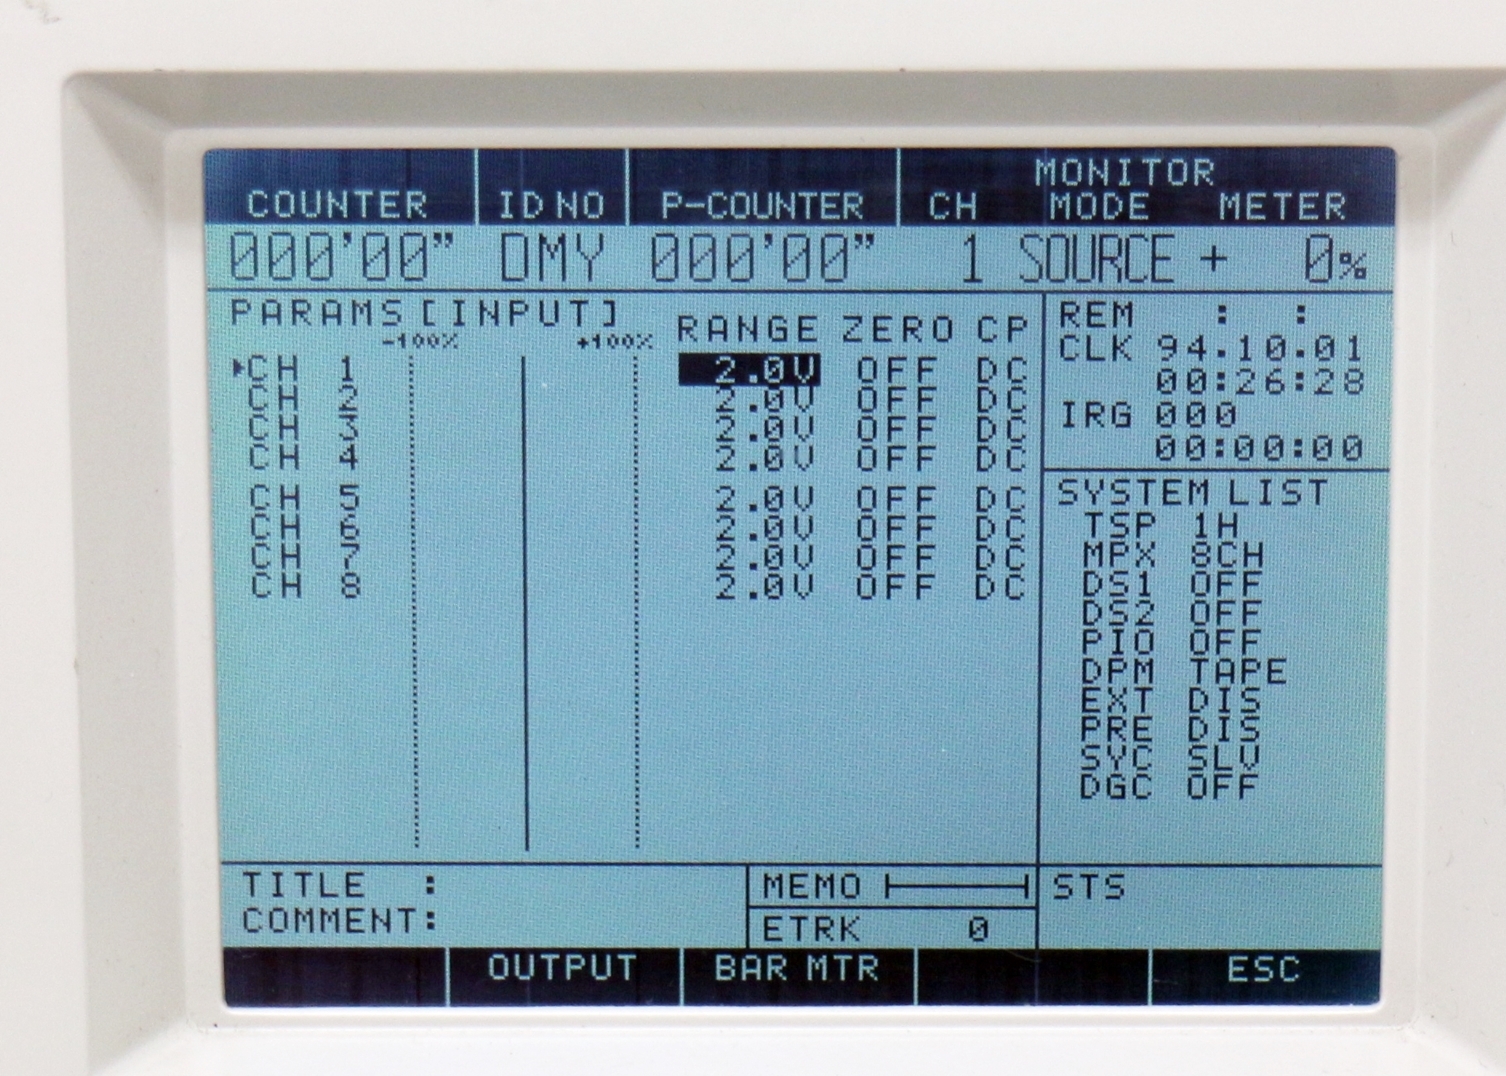 MONITOR
COUNTER ID NO P-COUNTER CH MODE METER
000'00" DMY 000'00" 1 SOURCE + 0%
PARAMS[INPUT] RANGE ZERO CP
-100% +100%
CH 1 2.0V OFF DC
CH 2 2.0V OFF DC
CH 3 2.0V OFF DC
CH 4 2.0V OFF DC
CH 5 2.0V OFF DC
CH 6 2.0V OFF DC
CH 7 2.0V OFF DC
CH 8 2.0V OFF DC
REM : :
CLK 94.10.01
00:26:28
IRG 000
00:00:00
SYSTEM LIST
TSP 1H
MPX 8CH
DS1 OFF
DS2 OFF
PIO OFF
DPM TAPE
EXT DIS
PRE DIS
SYC SLV
DGC OFF
TITLE :
COMMENT:
MEMO
ETRK 0
STS
OUTPUT BAR MTR ESC